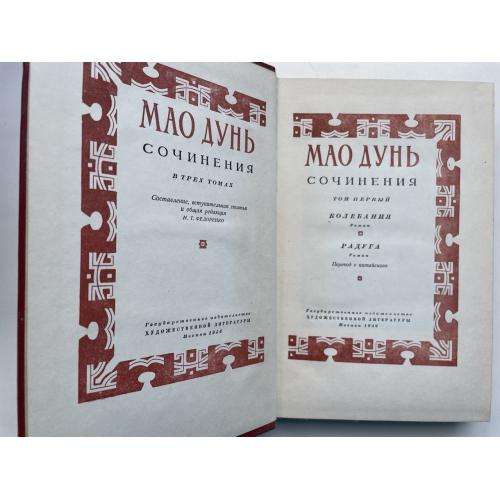 МАО ДУНЬ
СОЧИНЕНИЯ
В ТРЕХ ТОМАХ
Составление, вступительная статья
и общая редакция
Н. Т. ФЕДОРЕНКО
Государственное издательство
ХУДОЖЕСТВЕННОЙ ЛИТЕРАТУРЫ
Москва 1956
МАО ДУНЬ
СОЧИНЕНИЯ
ТОМ ПЕРВЫЙ
КОЛЕБАНИЯ
Роман
РАДУГА
Роман
Перевод с китайского
Государственное издательство
ХУДОЖЕСТВЕННОЙ ЛИТЕРАТУРЫ
Москва 1956